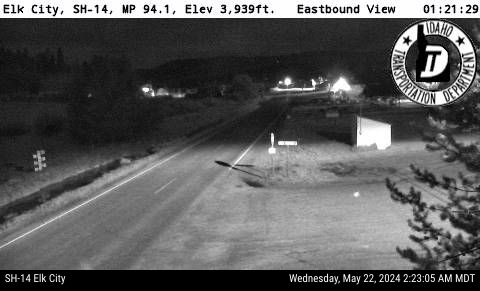 Elk City, SH-14, MP 94.1, Elev 3,939ft.   Eastbound View    01:21:29
IDAHO
TRANSPORTATION DEPARTMENT
SH-14 Elk City
Wednesday, May 22, 2024 2:23:05 AM MDT